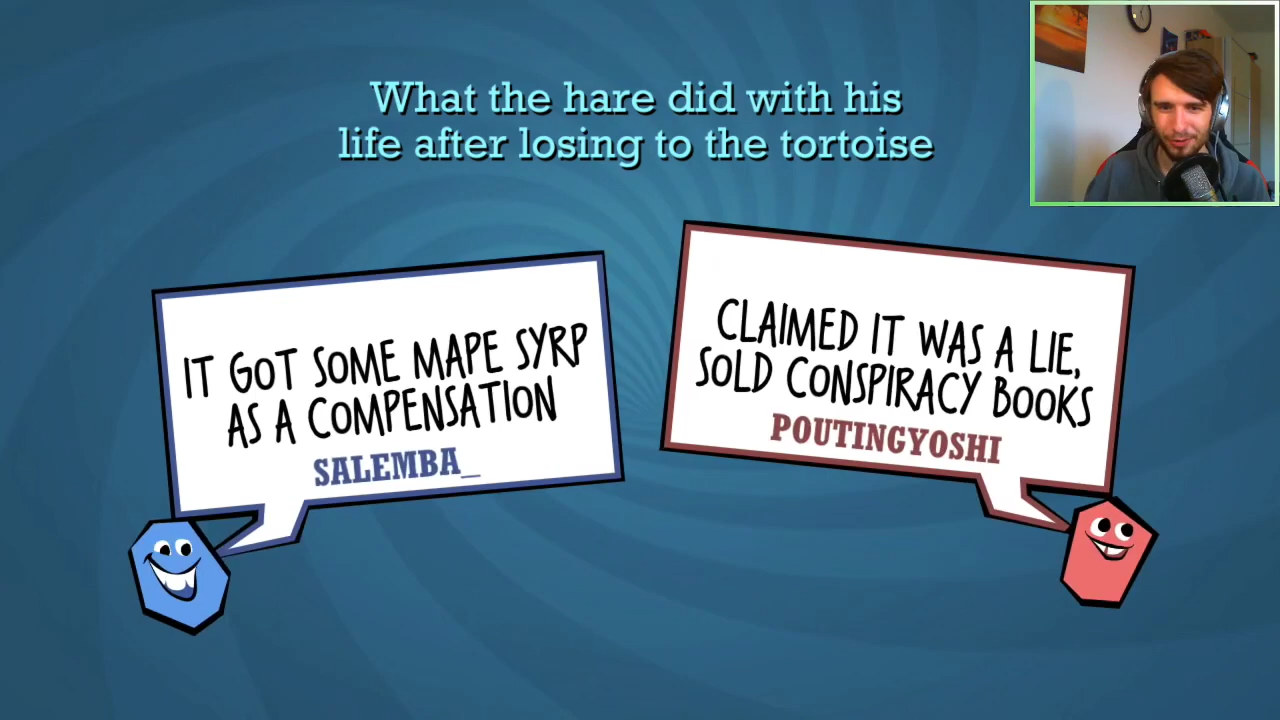 What the hare did with his
life after losing to the tortoise
IT GOT SOME MAPE SYRP
AS A COMPENSATION
SALEMBA_
CLAIMED IT WAS A LIE,
SOLD CONSPIRACY BOOKS
POUTINGYOSHI